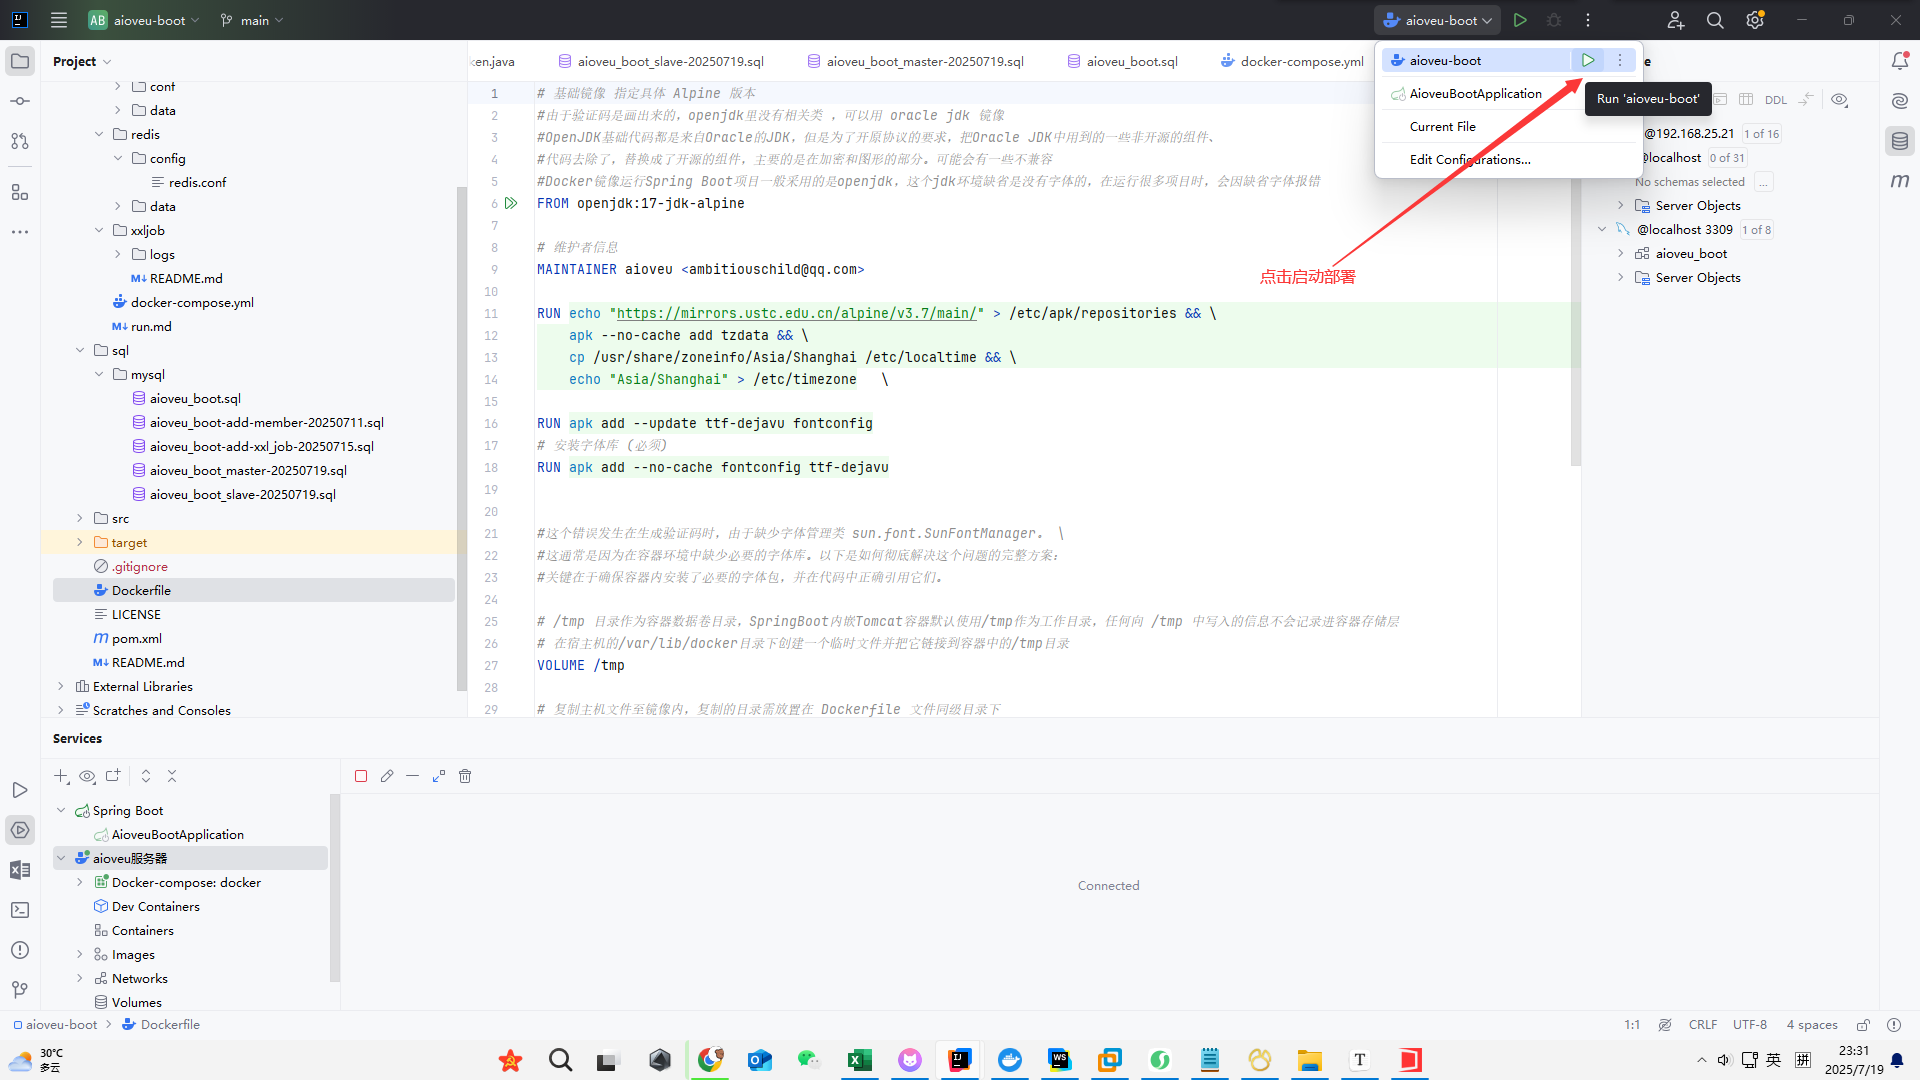 AB aioveu-boot main aioveu-boot
Project
conf
data
redis
config
redis.conf
data
xxljob
logs
README.md
docker-compose.yml
run.md
sql
mysql
aioveu_boot.sql
aioveu_boot-add-member-20250711.sql
aioveu_boot-add-xxl_job-20250715.sql
aioveu_boot_master-20250719.sql
aioveu_boot_slave-20250719.sql
src
target
.gitignore
Dockerfile
LICENSE
pom.xml
README.md
External Libraries
Scratches and Consoles
ken.java aioveu_boot_slave-20250719.sql aioveu_boot_master-20250719.sql aioveu_boot.sql docker-compose.yml
1 # 基础镜像 指定具体 Alpine 版本
2 #由于验证码是画出来的，openjdk里没有相关类 ，可以用 oracle jdk 镜像
3 #OpenJDK基础代码都是来自Oracle的JDK，但是为了开原协议的要求，把Oracle JDK中用到的一些非开源的组件、
4 #代码去除了，替换成了开源的组件，主要的是在加密和图形的部分。可能会有一些不兼容
5 #Docker镜像运行Spring Boot项目一般采用的是openjdk，这个jdk环境缺省是没有字体的，在运行很多项目时，会因缺省字体报错
6 FROM openjdk:17-jdk-alpine
7
8 # 维护者信息
9 MAINTAINER aioveu <ambitiouschild@qq.com>
10
11 RUN echo "https://mirrors.ustc.edu.cn/alpine/v3.7/main/" > /etc/apk/repositories && \
12 apk --no-cache add tzdata && \
13 cp /usr/share/zoneinfo/Asia/Shanghai /etc/localtime && \
14 echo "Asia/Shanghai" > /etc/timezone \
15
16 RUN apk add --update ttf-dejavu fontconfig
17 # 安装字体库 (必须)
18 RUN apk add --no-cache fontconfig ttf-dejavu
19
20
21 #这个错误发生在生成验证码时，由于缺少字体管理类 sun.font.SunFontManager. \
22 #这通常是因为在容器环境中缺少必要的字体库。以下是如何彻底解决这个问题的完整方案：
23 #关键在于确保容器内安装了必要的字体包，并在代码中正确引用它们。
24
25 # /tmp 目录作为容器数据卷目录，SpringBoot内嵌Tomcat容器默认使用/tmp作为工作目录，任何向 /tmp 中写入的信息不会记录进容器存储层
26 # 在宿主机的/var/lib/docker目录下创建一个临时文件并把它链接到容器中的/tmp目录
27 VOLUME /tmp
28
29 # 复制主机文件至镜像内，复制的目录需放置在 Dockerfile 文件同级目录下
aioveu-boot
AioveuBootApplication
Current File
Edit Configurations...
Run 'aioveu-boot'
点击启动部署
e
DDL
@192.168.25.21 1 of 16
@localhost 0 of 31
No schemas selected ...
Server Objects
@localhost 3309 1 of 8
aioveu_boot
Server Objects
Services
Spring Boot
AioveuBootApplication
aioveu服务器
Docker-compose: docker
Dev Containers
Containers
Images
Networks
Volumes
Connected
aioveu-boot Dockerfile
1:1 CRLF UTF-8 4 spaces
30℃
多云
英 拼
23:31
2025/7/19